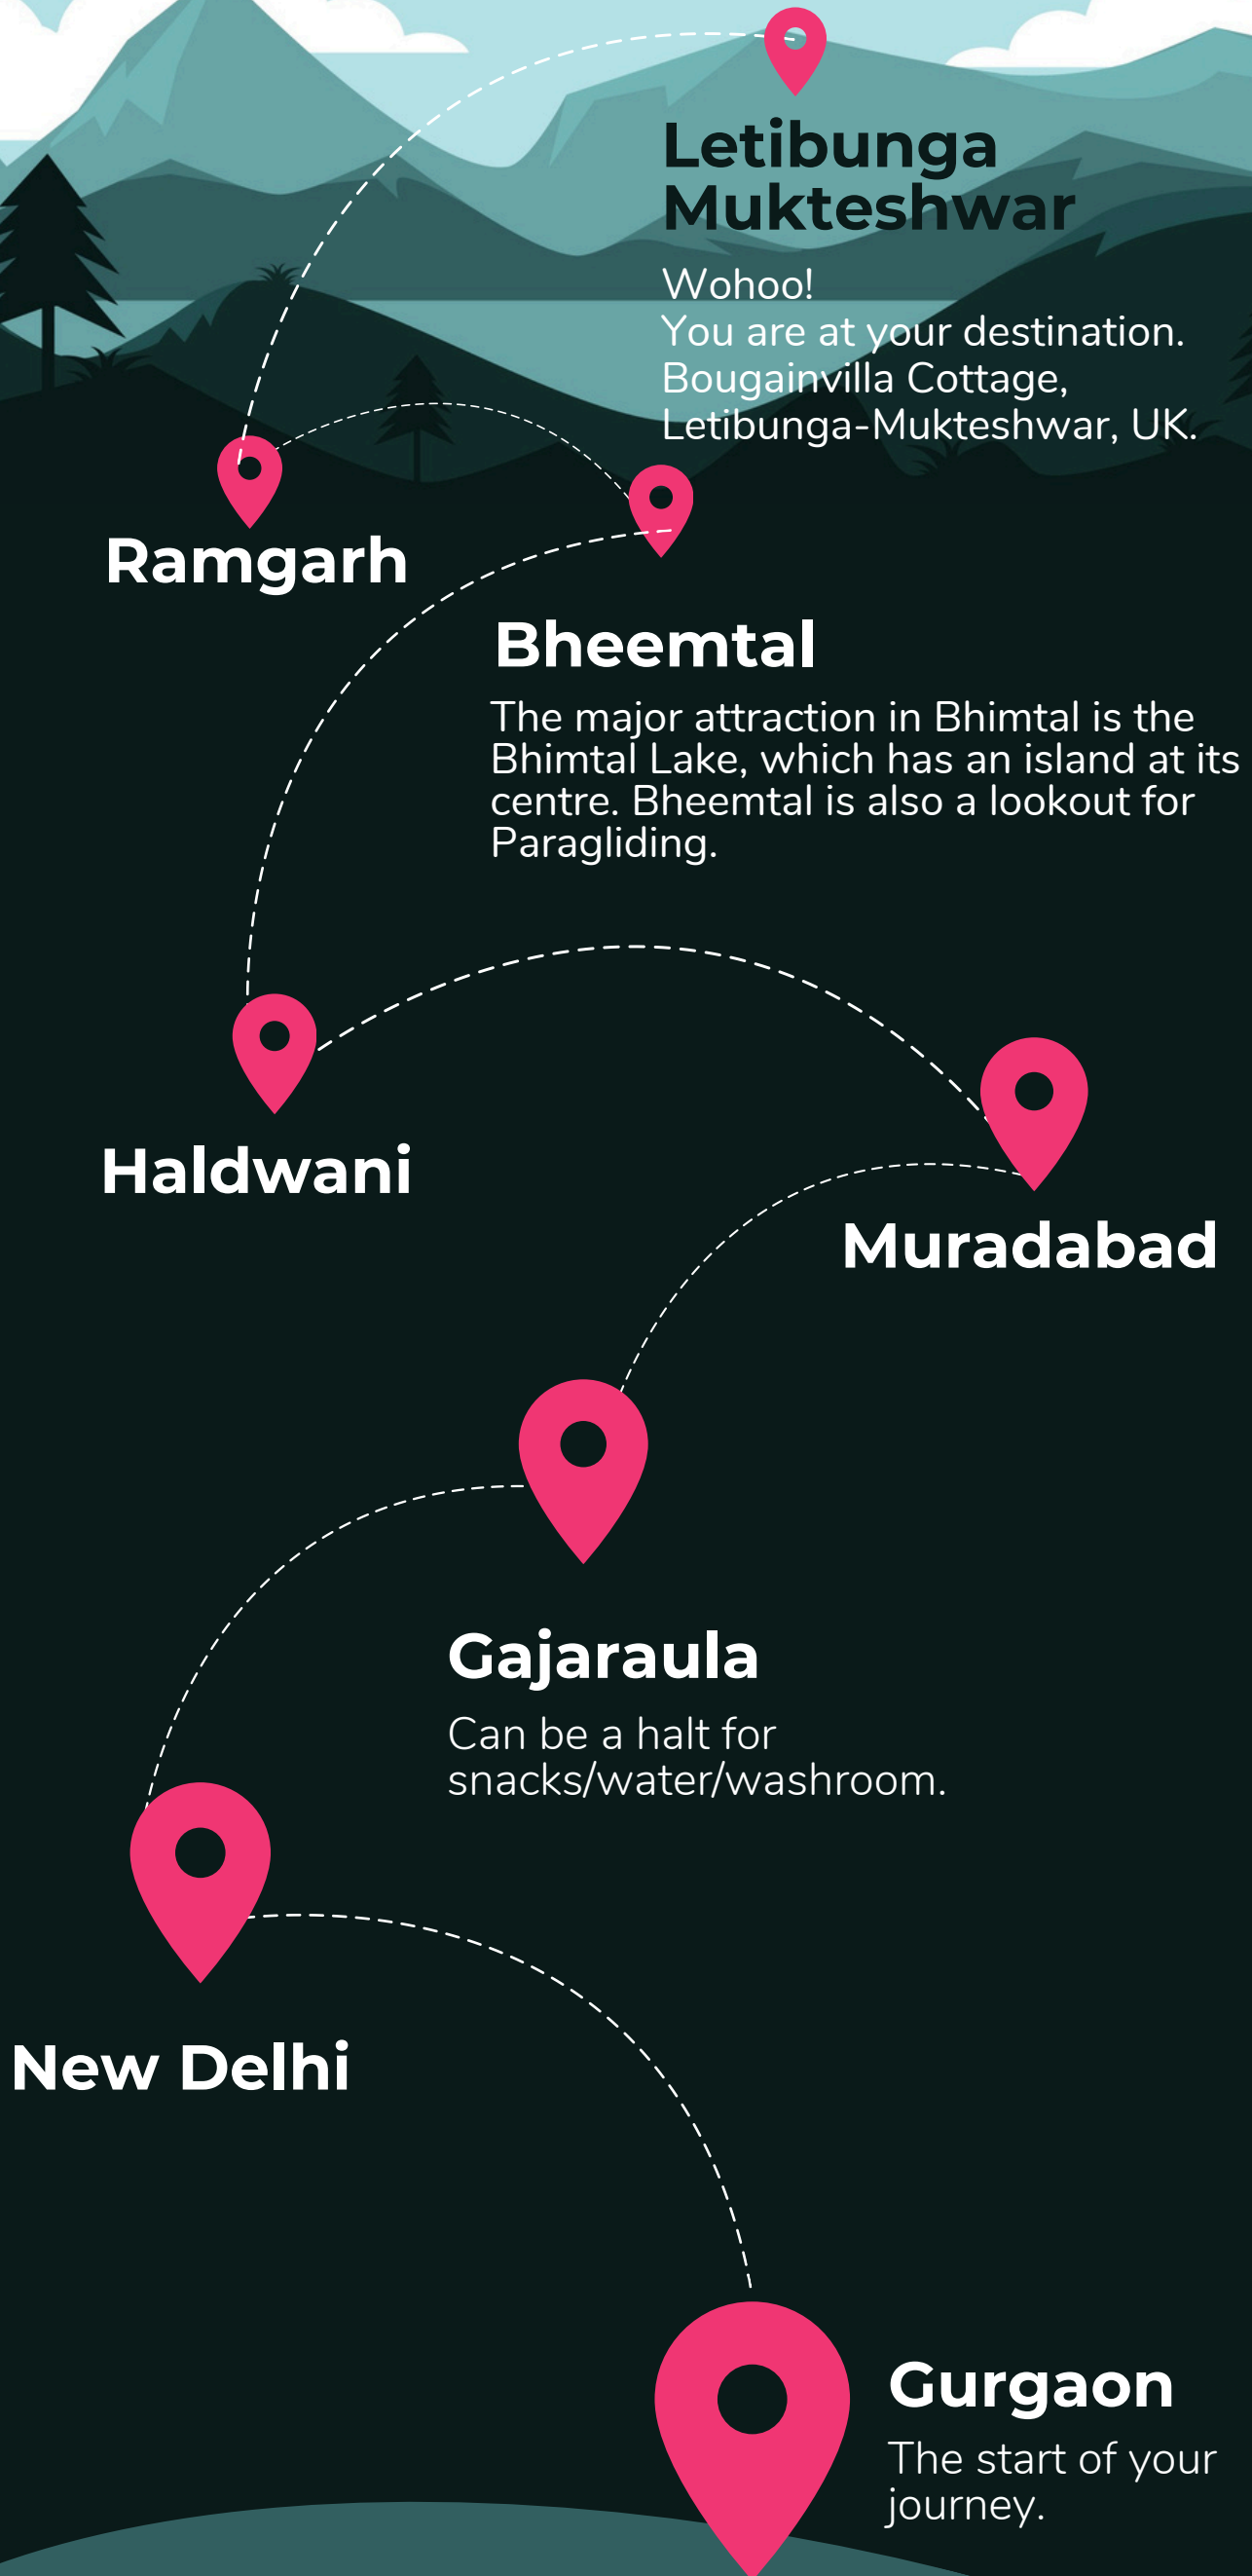 Letibunga
Mukteshwar
Wohoo!
You are at your destination.
Bougainvilla Cottage,
Letibunga-Mukteshwar, UK.
Ramgarh
Bheemtal
The major attraction in Bhimtal is the
Bhimtal Lake, which has an island at its
centre. Bheemtal is also a lookout for
Paragliding.
Haldwani
Muradabad
Gajaraula
Can be a halt for
snacks/water/washroom.
New Delhi
Gurgaon
The start of your
journey.